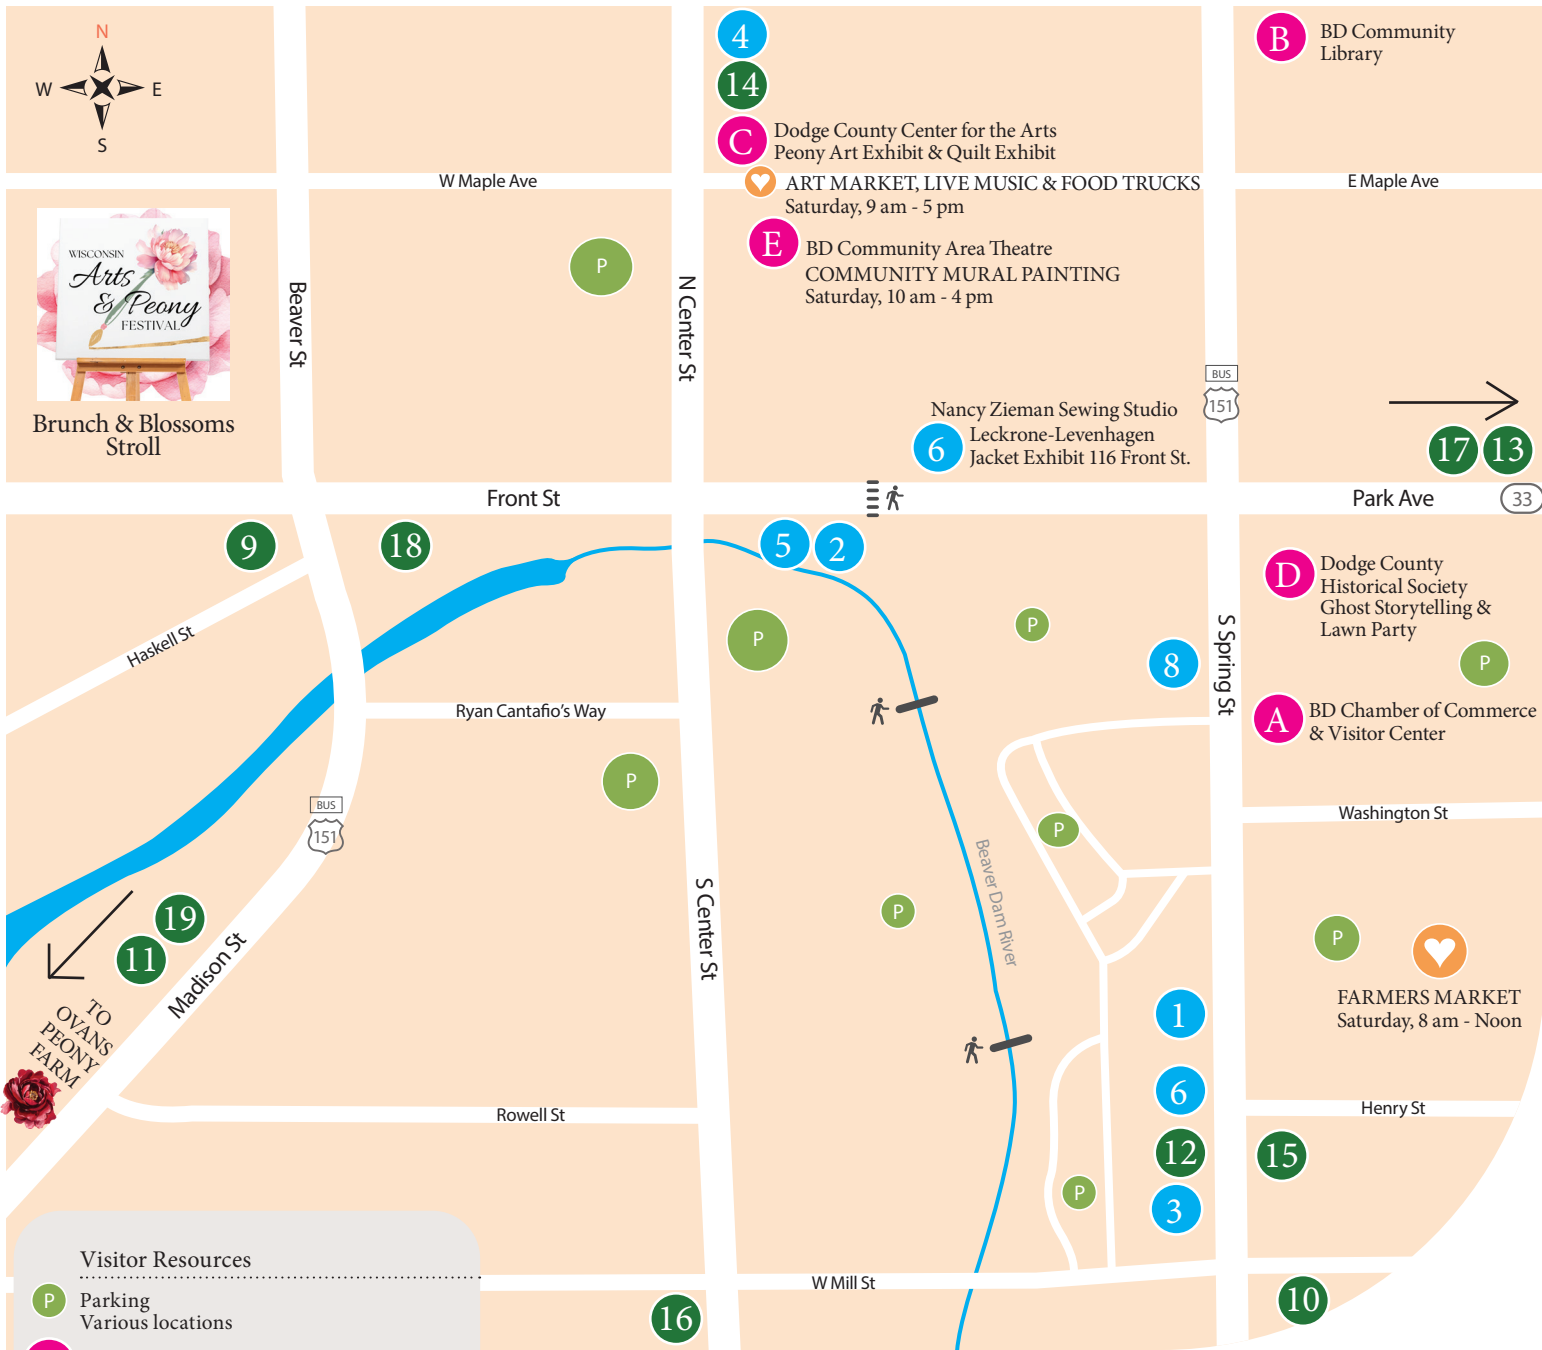 N
W
E
S
4
14
C
Dodge County Center for the Arts
Peony Art Exhibit & Quilt Exhibit
B
BD Community
Library
W Maple Ave
ART MARKET, LIVE MUSIC & FOOD TRUCKS
Saturday, 9 am - 5 pm
E Maple Ave
WISCONSIN
Arts
& Peony
FESTIVAL
Brunch & Blossoms
Stroll
Beaver St
P
N Center St
E
BD Community Area Theatre
COMMUNITY MURAL PAINTING
Saturday, 10 am - 4 pm
BUS
151
Nancy Zieman Sewing Studio
6
Leckrone-Levenhagen
Jacket Exhibit 116 Front St.
17
13
Front St
Park Ave
33
9
18
5
2
Haskell St
P
P
8
S Spring St
D
Dodge County
Historical Society
Ghost Storytelling &
Lawn Party
P
A
BD Chamber of Commerce
& Visitor Center
Ryan Cantafio's Way
P
BUS
151
Washington St
P
Beaver Dam River
P
S Center St
19
11
Madison St
TO
OVANS
PEONY
FARM
P
FARMERS MARKET
Saturday, 8 am - Noon
1
6
12
3
Henry St
15
Rowell St
P
W Mill St
16
10
Visitor Resources
P
Parking
Various locations